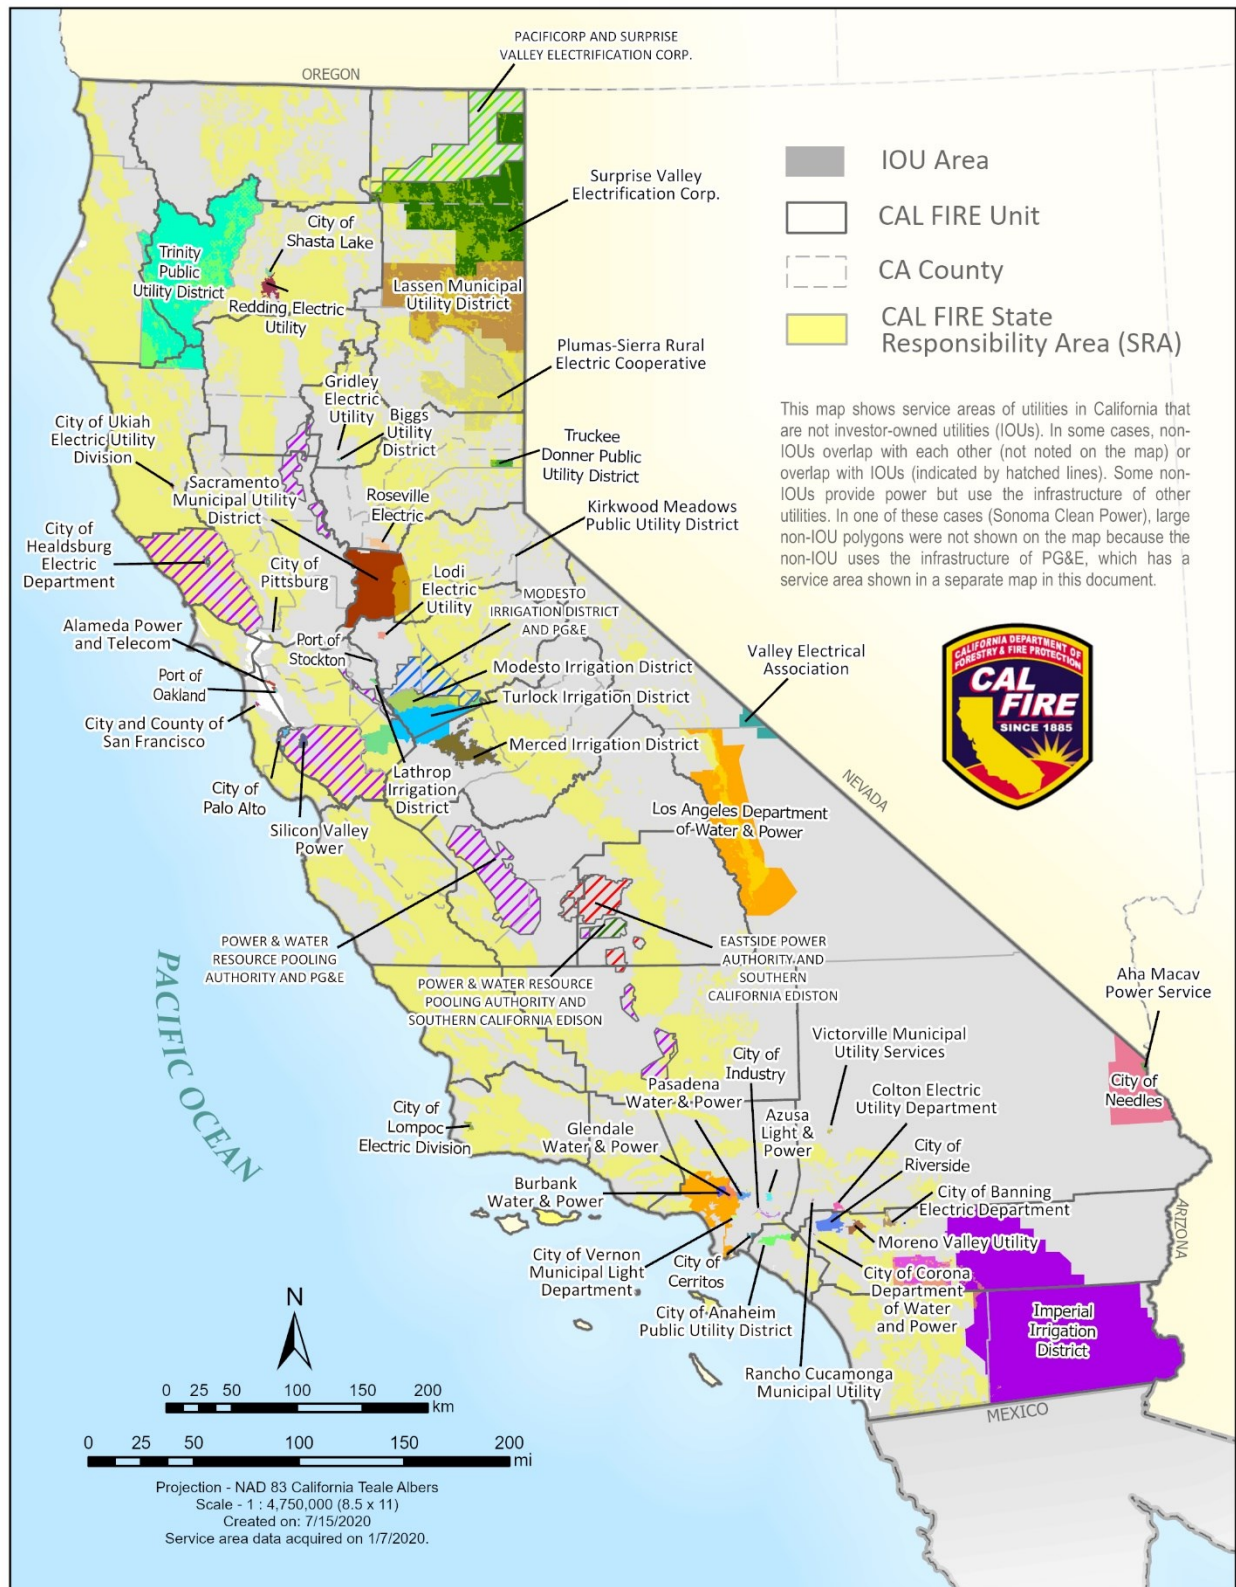 PACIFICORP AND SURPRISE
VALLEY ELECTRIFICATION CORP.
OREGON
IOU Area
CAL FIRE Unit
CA County
CAL FIRE State
Responsibility Area (SRA)
Surprise Valley
Electrification Corp.
City of
Shasta Lake
Trinity
Public
Utility District
Redding Electric
Utility
Lassen Municipal
Utility District
Plumas-Sierra Rural
Electric Cooperative
This map shows service areas of utilities in California that
are not investor-owned utilities (IOUs). In some cases, non-
IOUs overlap with each other (not noted on the map) or
overlap with IOUs (indicated by hatched lines). Some non-
IOUs provide power but use the infrastructure of other
utilities. In one of these cases (Sonoma Clean Power), large
non-IOU polygons were not shown on the map because the
non-IOU uses the infrastructure of PG&E, which has a
service area shown in a separate map in this document.
Gridley
Electric
Utility
Biggs
Utility
District
City of Ukiah
Electric Utility
Division
Truckee
Donner Public
Utility District
Sacramento
Municipal Utility
District
Roseville
Electric
Kirkwood Meadows
Public Utility District
City of
Healdsburg
Electric
Department
City of
Pittsburg
Lodi
Electric
Utility
MODESTO
IRRIGATION DISTRICT
AND PG&E
Alameda Power
and Telecom
Port of
Stockton
Modesto Irrigation District
Valley Electrical
Association
CALIFORNIA DEPARTMENT OF
FORESTRY & FIRE PROTECTION
CAL
FIRE
SINCE 1885
Port of
Oakland
Turlock Irrigation District
City and County of
San Francisco
Merced Irrigation District
NEVADA
City of
Palo Alto
Lathrop
Irrigation
District
Silicon Valley
Power
Los Angeles Department
of Water & Power
POWER & WATER
RESOURCE POOLING
AUTHORITY AND PG&E
POWER & WATER RESOURCE
POOLING AUTHORITY AND
SOUTHERN CALIFORNIA EDISON
EASTSIDE POWER
AUTHORITY AND
SOUTHERN
CALIFORNIA EDISTON
PACIFIC OCEAN
Aha Macav
Power Service
City of
Needles
Victorville Municipal
Utility Services
City of
Industry
Pasadena
Water & Power
Colton Electric
Utility Department
City of
Lompoc
Electric Division
Glendale
Water & Power
Azusa
Light &
Power
City of
Riverside
Burbank
Water & Power
City of Banning
Electric Department
ARIZONA
Moreno Valley Utility
City of Vernon
Municipal Light
Department
City of
Cerritos
City of Corona
Department
of Water
and Power
City of Anaheim
Public Utility District
Imperial
Irrigation
District
Rancho Cucamonga
Municipal Utility
MEXICO
N
0 25 50 100 150 200
km
0 25 50 100 150 200
mi
Projection - NAD 83 California Teale Albers
Scale - 1 : 4,750,000 (8.5 x 11)
Created on: 7/15/2020
Service area data acquired on 1/7/2020.